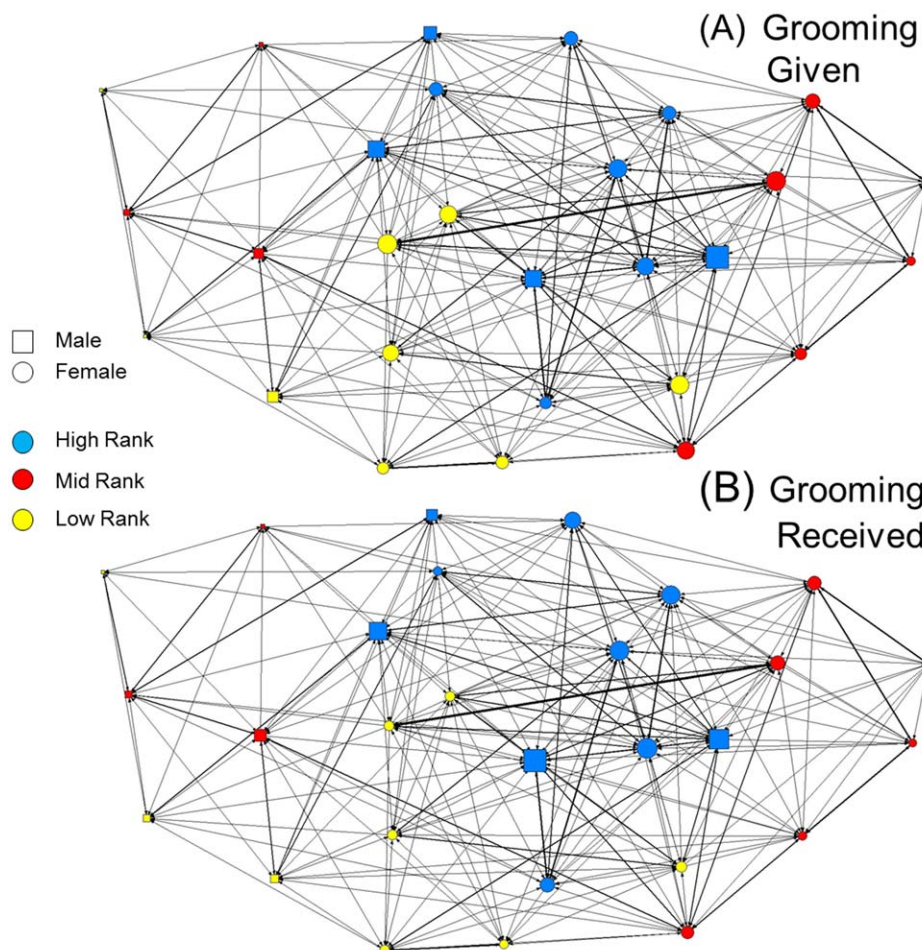 (A) Grooming
Given
Male
Female
High Rank
Mid Rank
Low Rank
(B) Grooming
Received